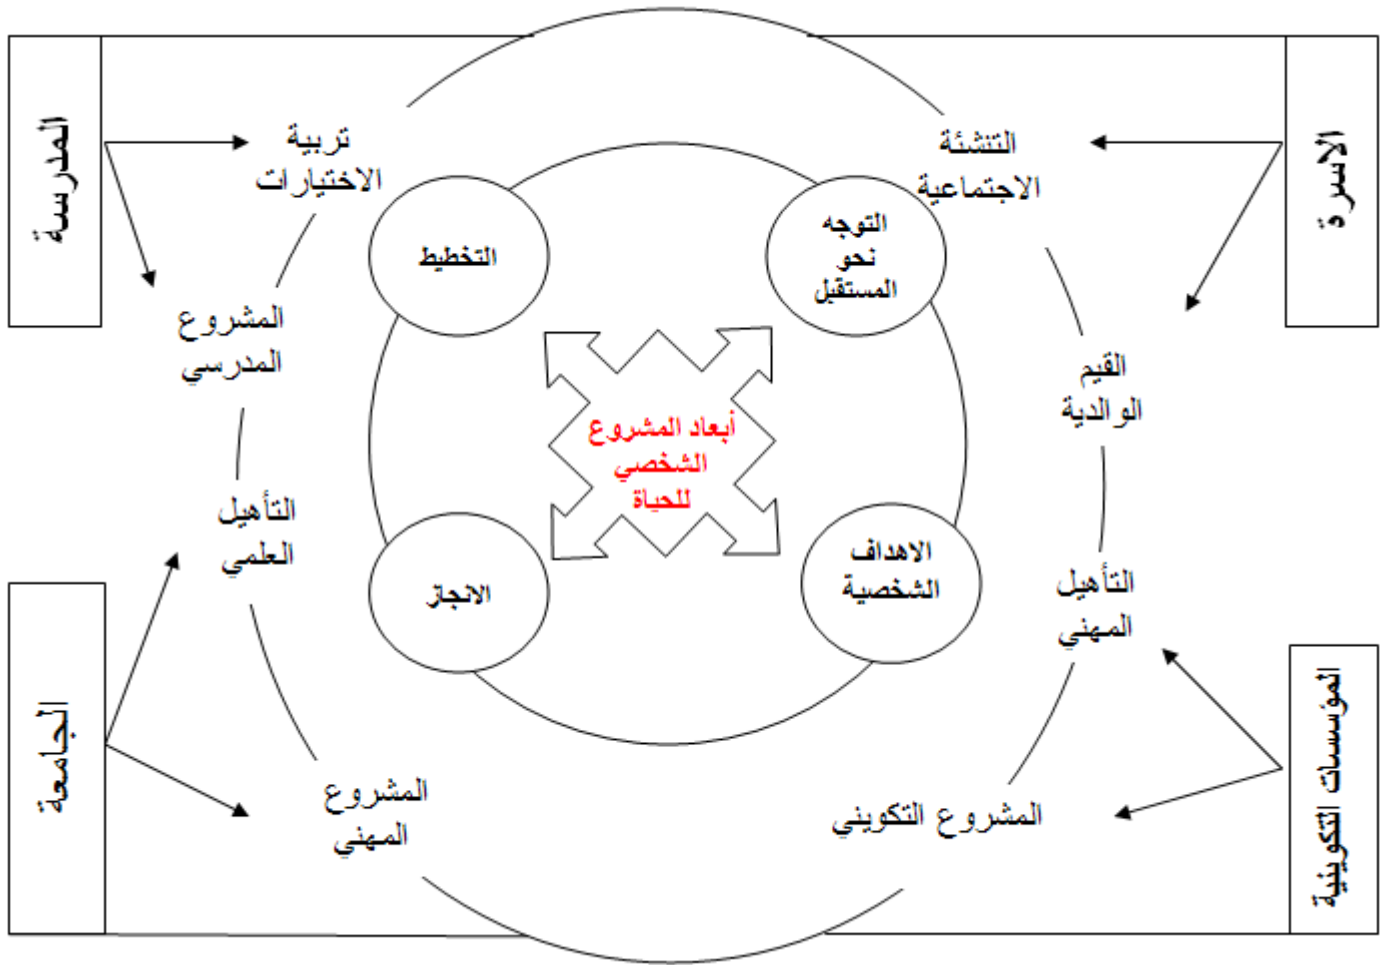 الاسرة
المدرسة
التنشئة
الاجتماعية
تربية
الاختيارات
التوجه
نحو
المستقبل
التخطيط
القيم
الوالدية
المشروع
المدرسي
أبعاد المشروع
الشخصي
للحياة
التأهيل
العلمي
الاهداف
الشخصية
الانجاز
التأهيل
المهني
المؤسسات التكوينية
الجامعة
المشروع التكويني
المشروع
المهني